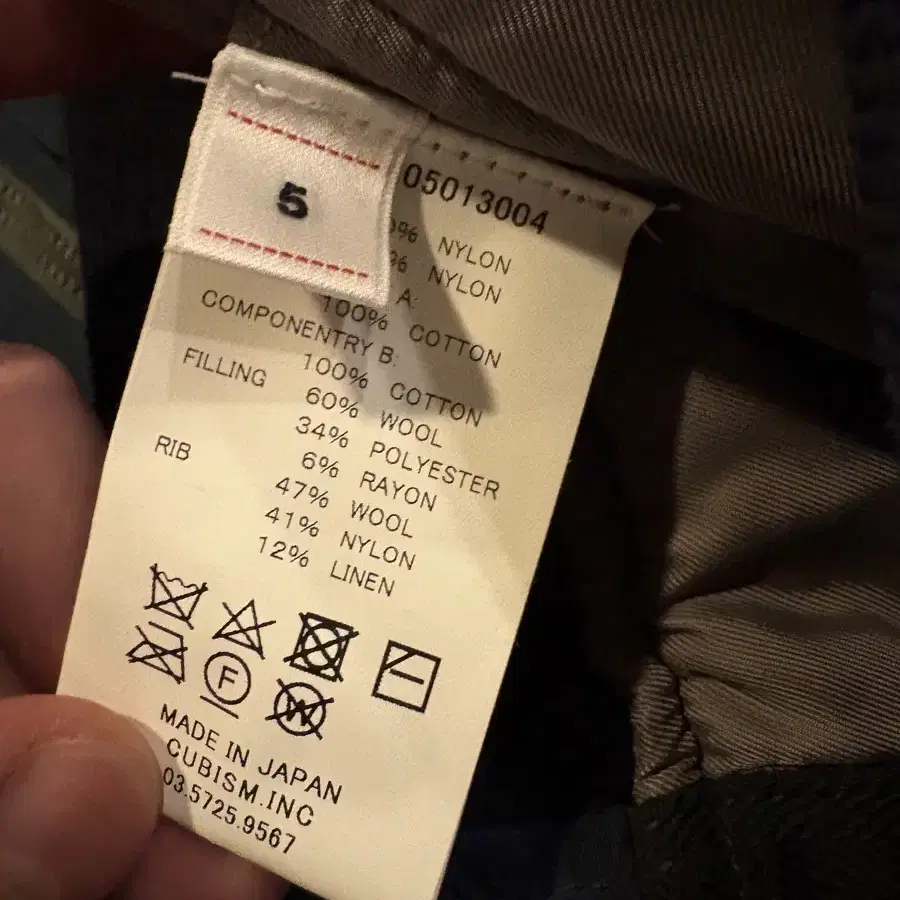 5
05013004
% NYLON
% NYLON
A:
100% COTTON
COMPONENTRY B:
100% COTTON
FILLING 60% WOOL
34% POLYESTER
6% RAYON
RIB 47% WOOL
41% NYLON
12% LINEN
F
W
MADE IN JAPAN
CUBISM.INC
03.5725.9567